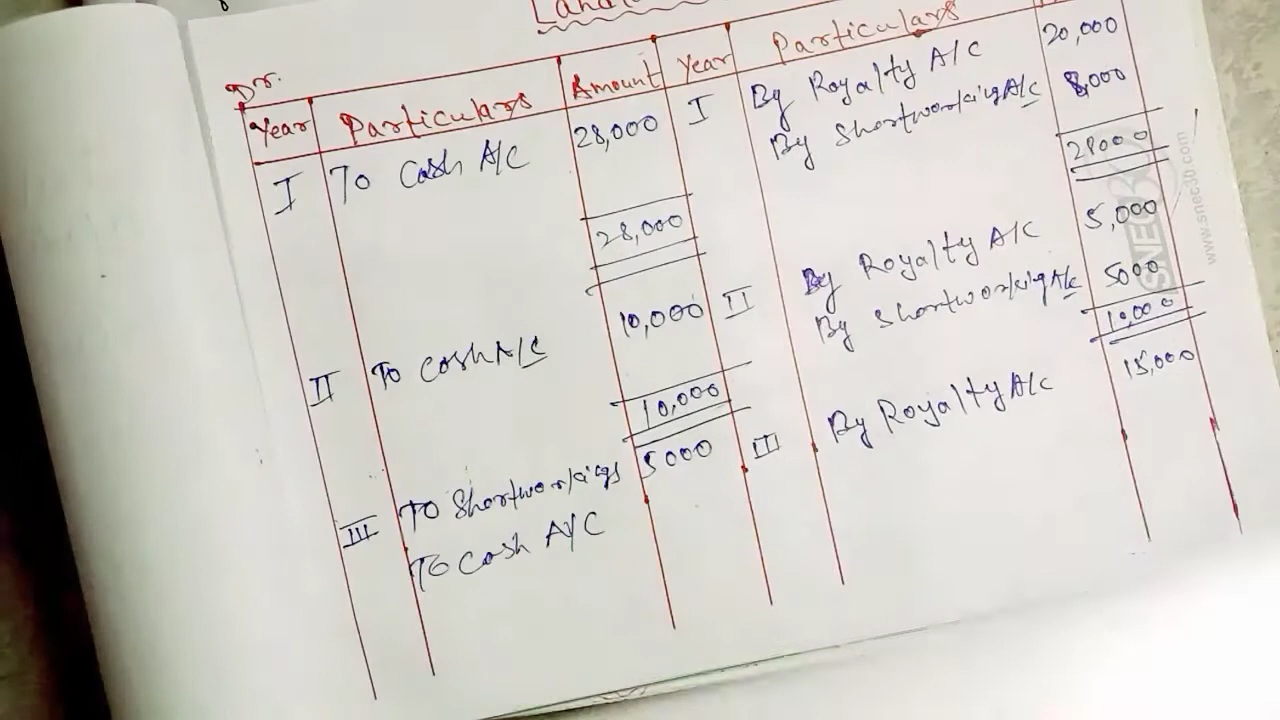 Dr.
Year Particulars Amount Year Particulars
I To Cash A/C 28,000 I By Royalty A/C 20,000
By Shortworkings A/c 8,000
28,000 28000
II To Cash A/C 10,000 II By Royalty A/C 5,000
By Shortworking A/c 5000
10,000 10,000
III To Shortworkings 5000 III By Royalty A/C 15,000
To Cash A/C
SNEC30
www.snec30.com